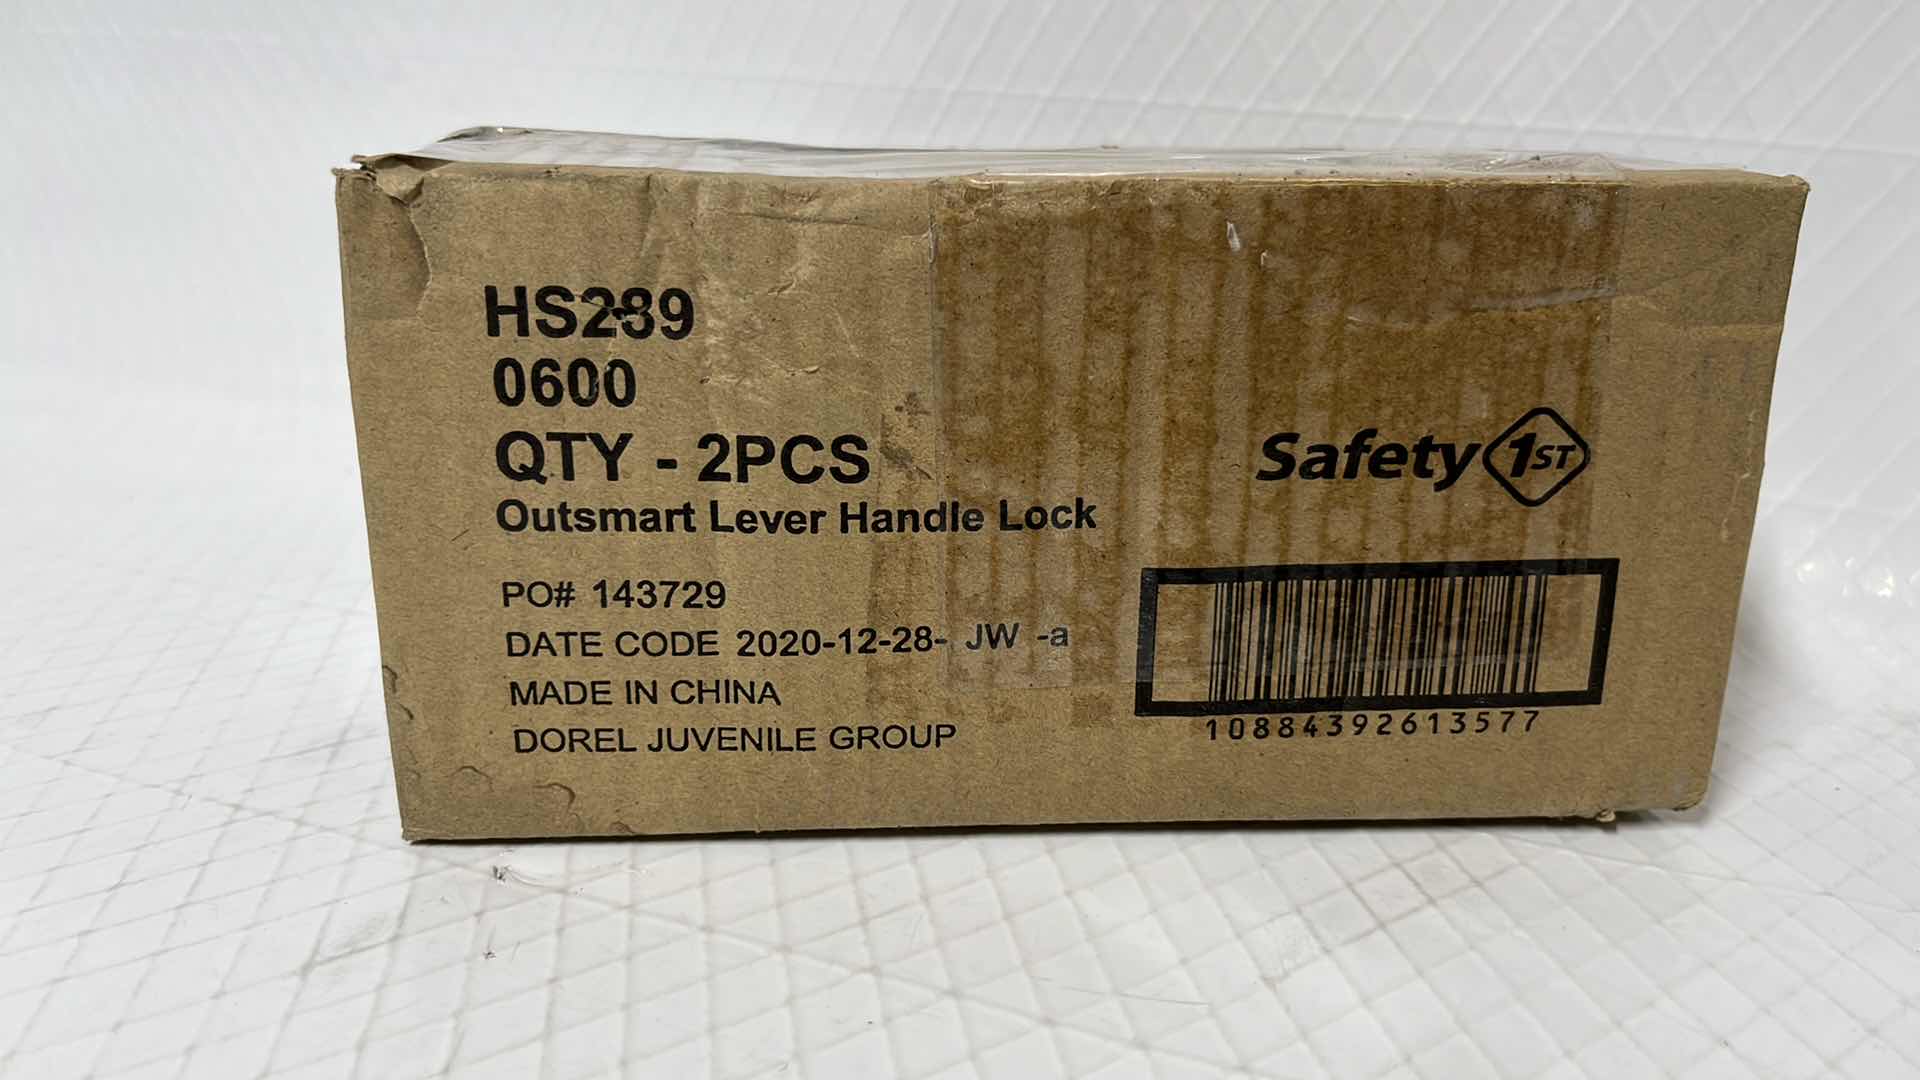 HS289
0600
QTY - 2PCS
Outsmart Lever Handle Lock
PO# 143729
DATE CODE 2020-12-28- JW -a
MADE IN CHINA
DOREL JUVENILE GROUP
Safety 1ST
10884392613577